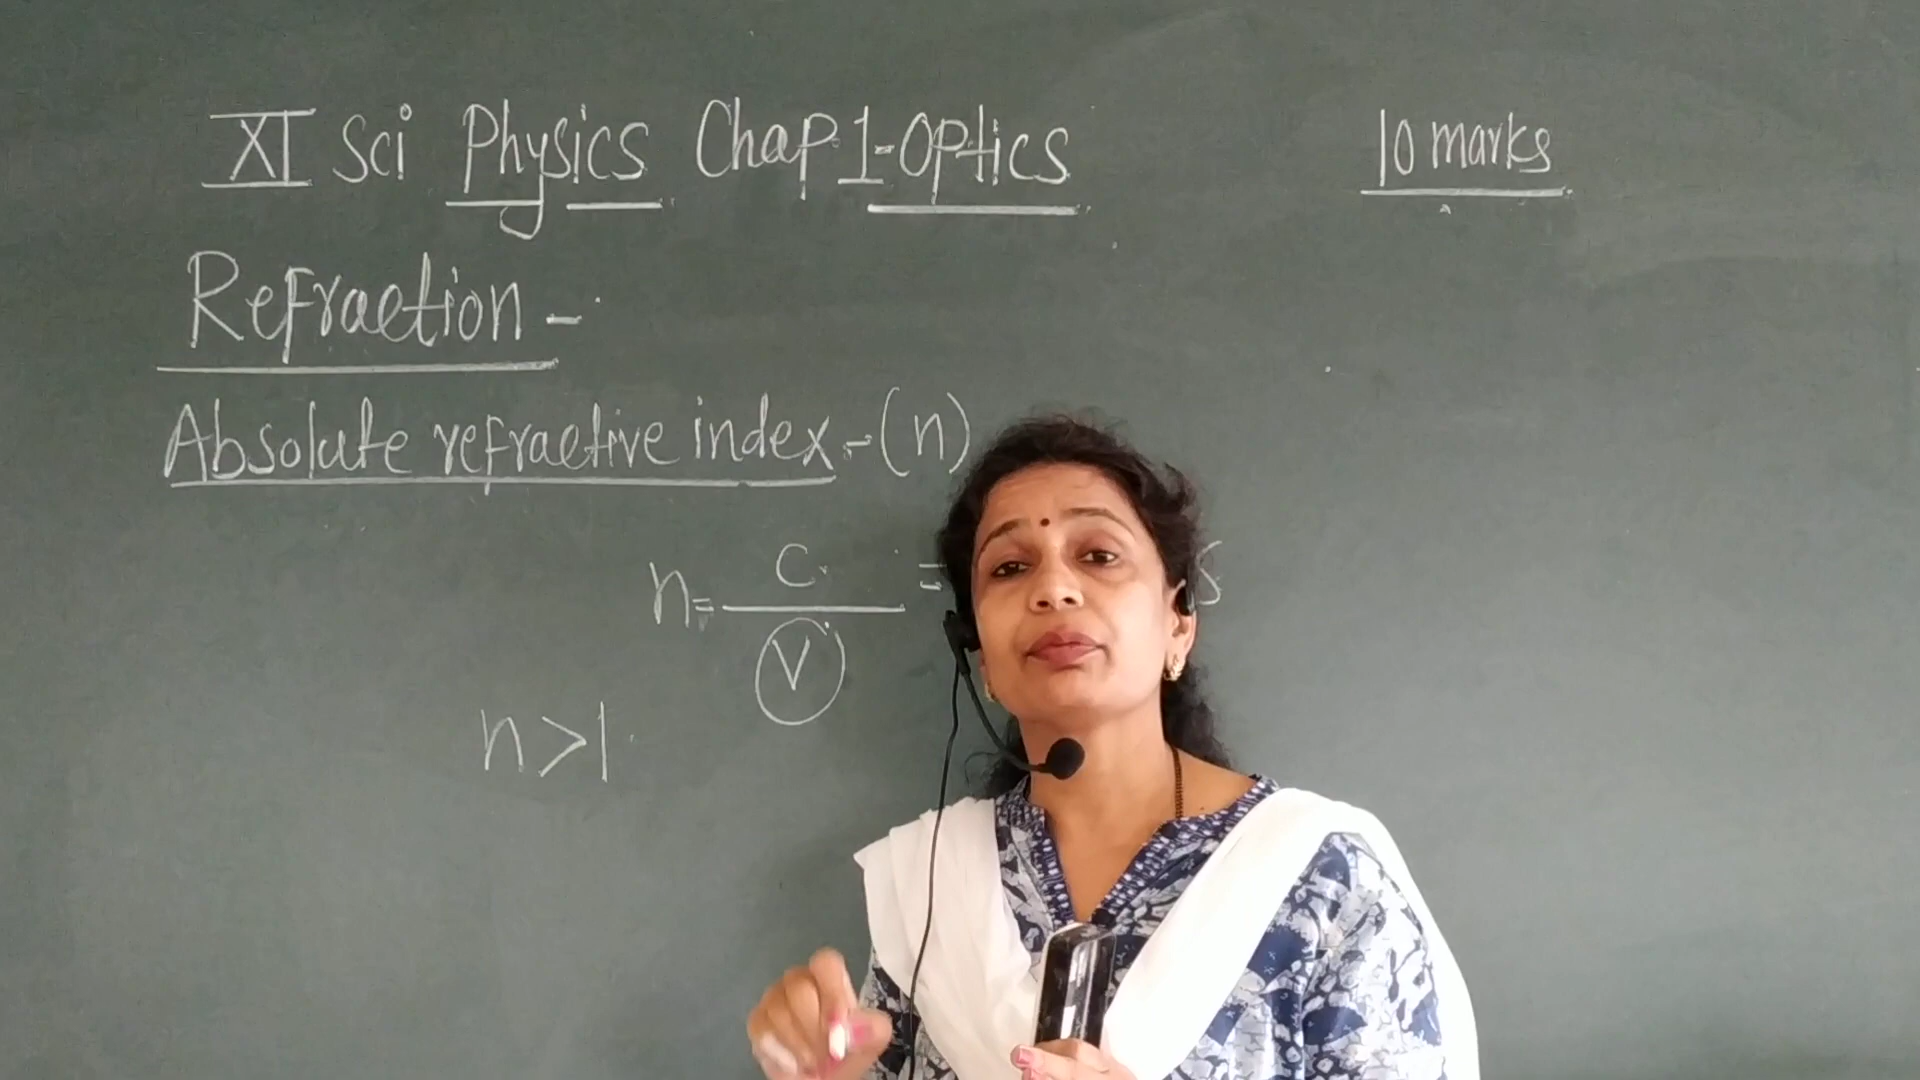 XI Sci Physics Chap 1-Optics
10 marks
Refraction -
Absolute refractive index - (n)
n = c / v =
n > 1